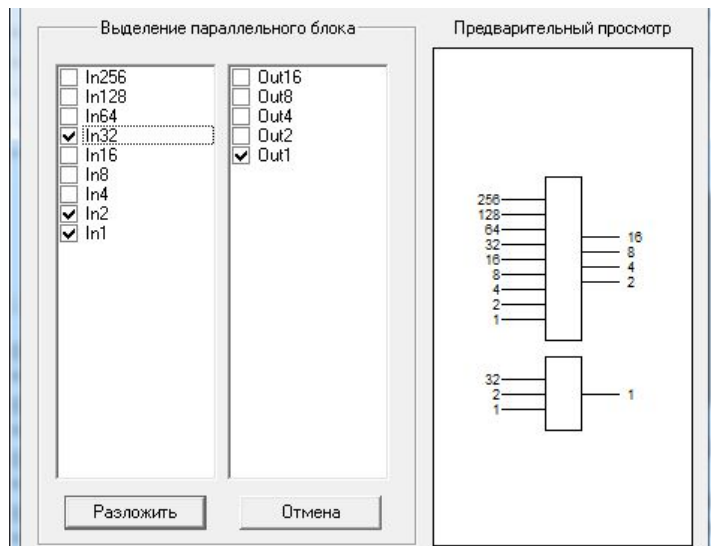 Выделение параллельного блока
In256
In128
In64
In32
In16
In8
In4
In2
In1
Out16
Out8
Out4
Out2
Out1
Разложить
Отмена
Предварительный просмотр
256
128
64
32
16
8
4
2
1
16
8
4
2
32
2
1
1